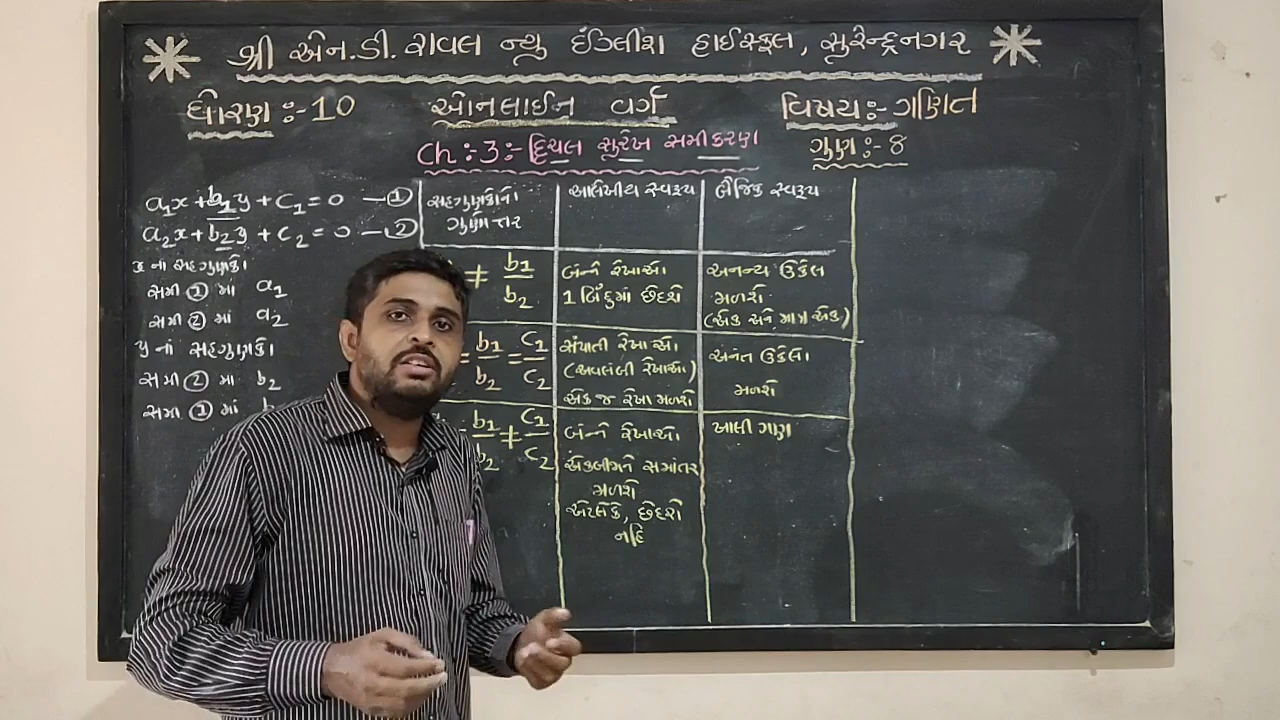 શ્રી એન.ડી. રાવલ ન્યુ ઇંગ્લીશ હાઈસ્કૂલ, સુરેન્દ્રનગર
ધોરણ :- 10 ઓનલાઈન વર્ગ વિષય :- ગણિત
Ch :- 3 :- દ્વિચલ સુરેખ સમીકરણ ગુણ :- 8
a₁x + b₁y + c₁ = 0 —①
a₂x + b₂y + c₂ = 0 —②
x નાં સહગુણકો
સમી ① માં a₁
સમી ② માં a₂
y નાં સહગુણકો
સમી ② માં b₂
સમી ① માં
સહગુણકોનો
ગુણોત્તર
≠ b₁/b₂
= b₁/b₂ = c₁/c₂
= b₁/b₂ ≠ c₁/c₂
આલેખીય સ્વરૂપ
બંન્ને રેખાઓ
1 બિંદુમાં છેદશે
સંપાતી રેખાઓ
(અવલંબી રેખાઓ)
એક જ રેખા મળશે
બંન્ને રેખાઓ
એકબીજાને સમાંતર
મળશે
એટલેકે, છેદશે
નહિ
બૈજિક સ્વરૂપ
અનન્ય ઉકેલ
મળશે
(એક અને માત્ર એક)
અનંત ઉકેલો
મળશે
ખાલી ગણ